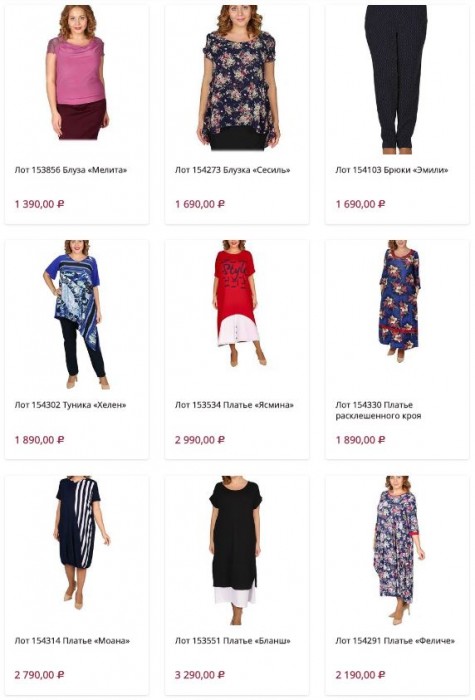 Лот 153856 Блуза «Мелита»
1 390,00 ₽
Лот 154273 Блузка «Сесиль»
1 690,00 ₽
Лот 154103 Брюки «Эмили»
1 690,00 ₽
Лот 154302 Туника «Хелен»
1 890,00 ₽
Style
Лот 153534 Платье «Ясмина»
2 990,00 ₽
Лот 154330 Платье
расклешенного кроя
1 890,00 ₽
Лот 154314 Платье «Моана»
2 790,00 ₽
Лот 153551 Платье «Бланш»
3 290,00 ₽
Лот 154291 Платье «Феличе»
2 190,00 ₽